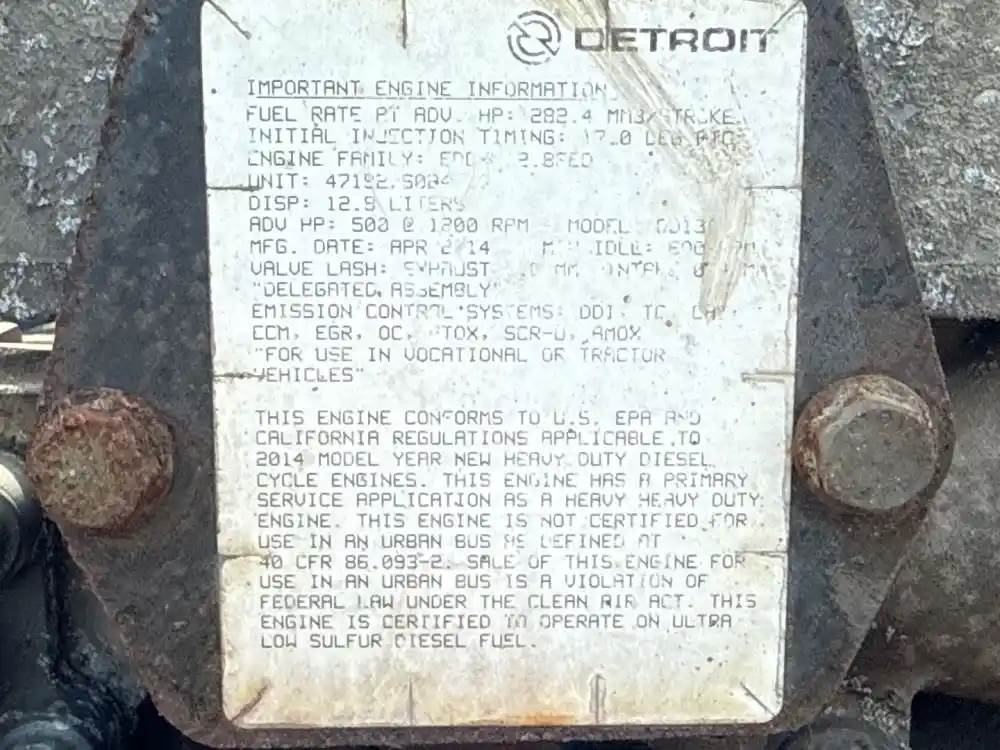 DETROIT
IMPORTANT ENGINE INFORMATION
FUEL RATE AT ADV. HP: 282.4 MM3/STROKE
INITIAL INJECTION TIMING:
ENGINE FAMILY:
UNIT:
DISP: 12.8 LITERS
ADV HP: 500 @ 1200 RPM MODEL:
MFG. DATE: APR 2014 MIN IDLE:
VALVE LASH: EXHAUST MM, INTAKE
"DELEGATED ASSEMBLY"
EMISSION CONTROL SYSTEMS: DDI, TC,
ECM, EGR, OC, PTOX, SCR-U, AMOX
"FOR USE IN VOCATIONAL OR TRACTOR
VEHICLES"
THIS ENGINE CONFORMS TO U.S. EPA AND
CALIFORNIA REGULATIONS APPLICABLE TO
2014 MODEL YEAR NEW HEAVY DUTY DIESEL
CYCLE ENGINES. THIS ENGINE HAS A PRIMARY
SERVICE APPLICATION AS A HEAVY HEAVY DUTY
ENGINE. THIS ENGINE IS NOT CERTIFIED FOR
USE IN AN URBAN BUS AS DEFINED AT
40 CFR 86.093-2. SALE OF THIS ENGINE FOR
USE IN AN URBAN BUS IS A VIOLATION OF
FEDERAL LAW UNDER THE CLEAN AIR ACT. THIS
ENGINE IS CERTIFIED TO OPERATE ON ULTRA
LOW SULFUR DIESEL FUEL.